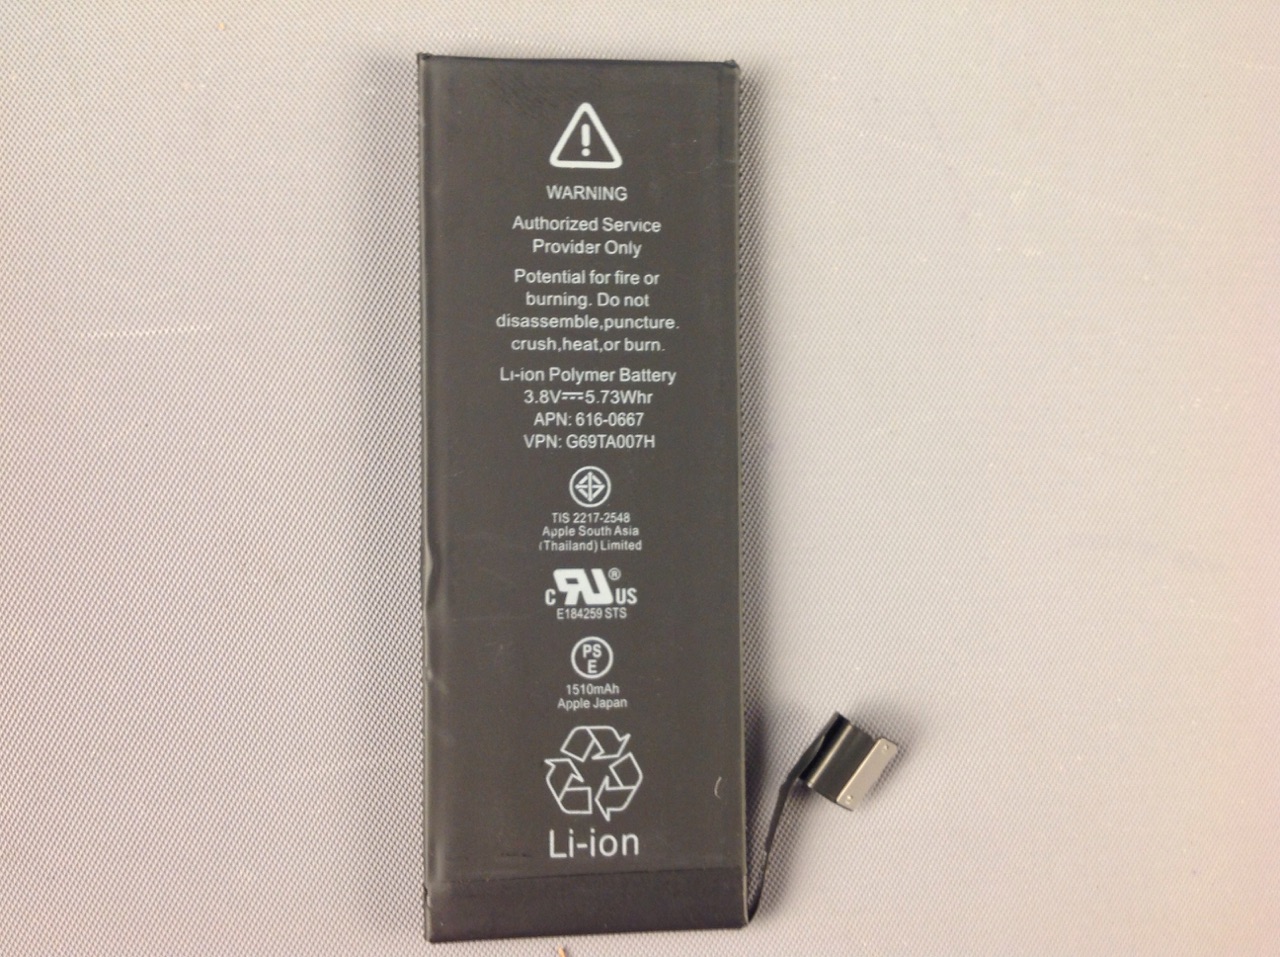 WARNING
Authorized Service
Provider Only
Potential for fire or
burning. Do not
disassemble,puncture.
crush,heat,or burn.
Li-ion Polymer Battery
3.8V⎓5.73Whr
APN: 616-0667
VPN: G69TA007H
TIS 2217-2548
Apple South Asia
(Thailand) Limited
C RU® US
E184259 STS
PS
E
1510mAh
Apple Japan
Li-ion